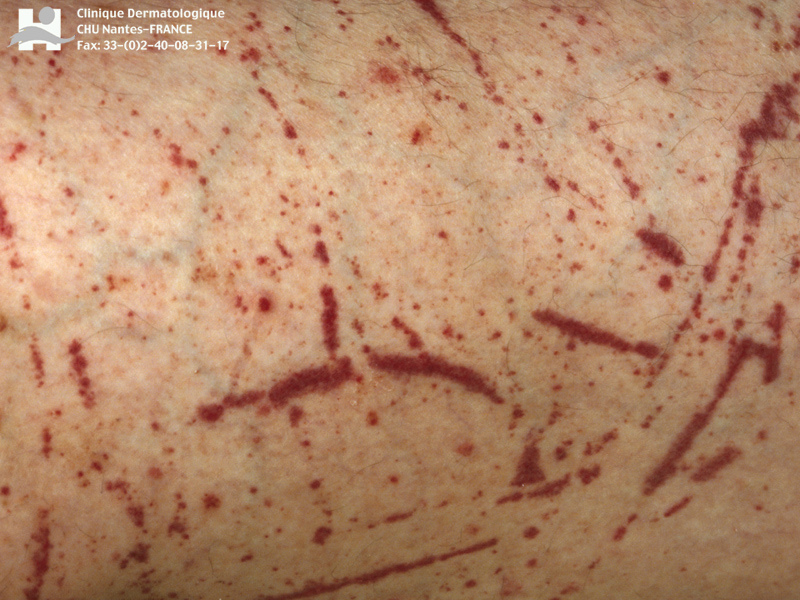 Clinique Dermatologique
CHU Nantes-FRANCE
Fax: 33-(0)2-40-08-31-17